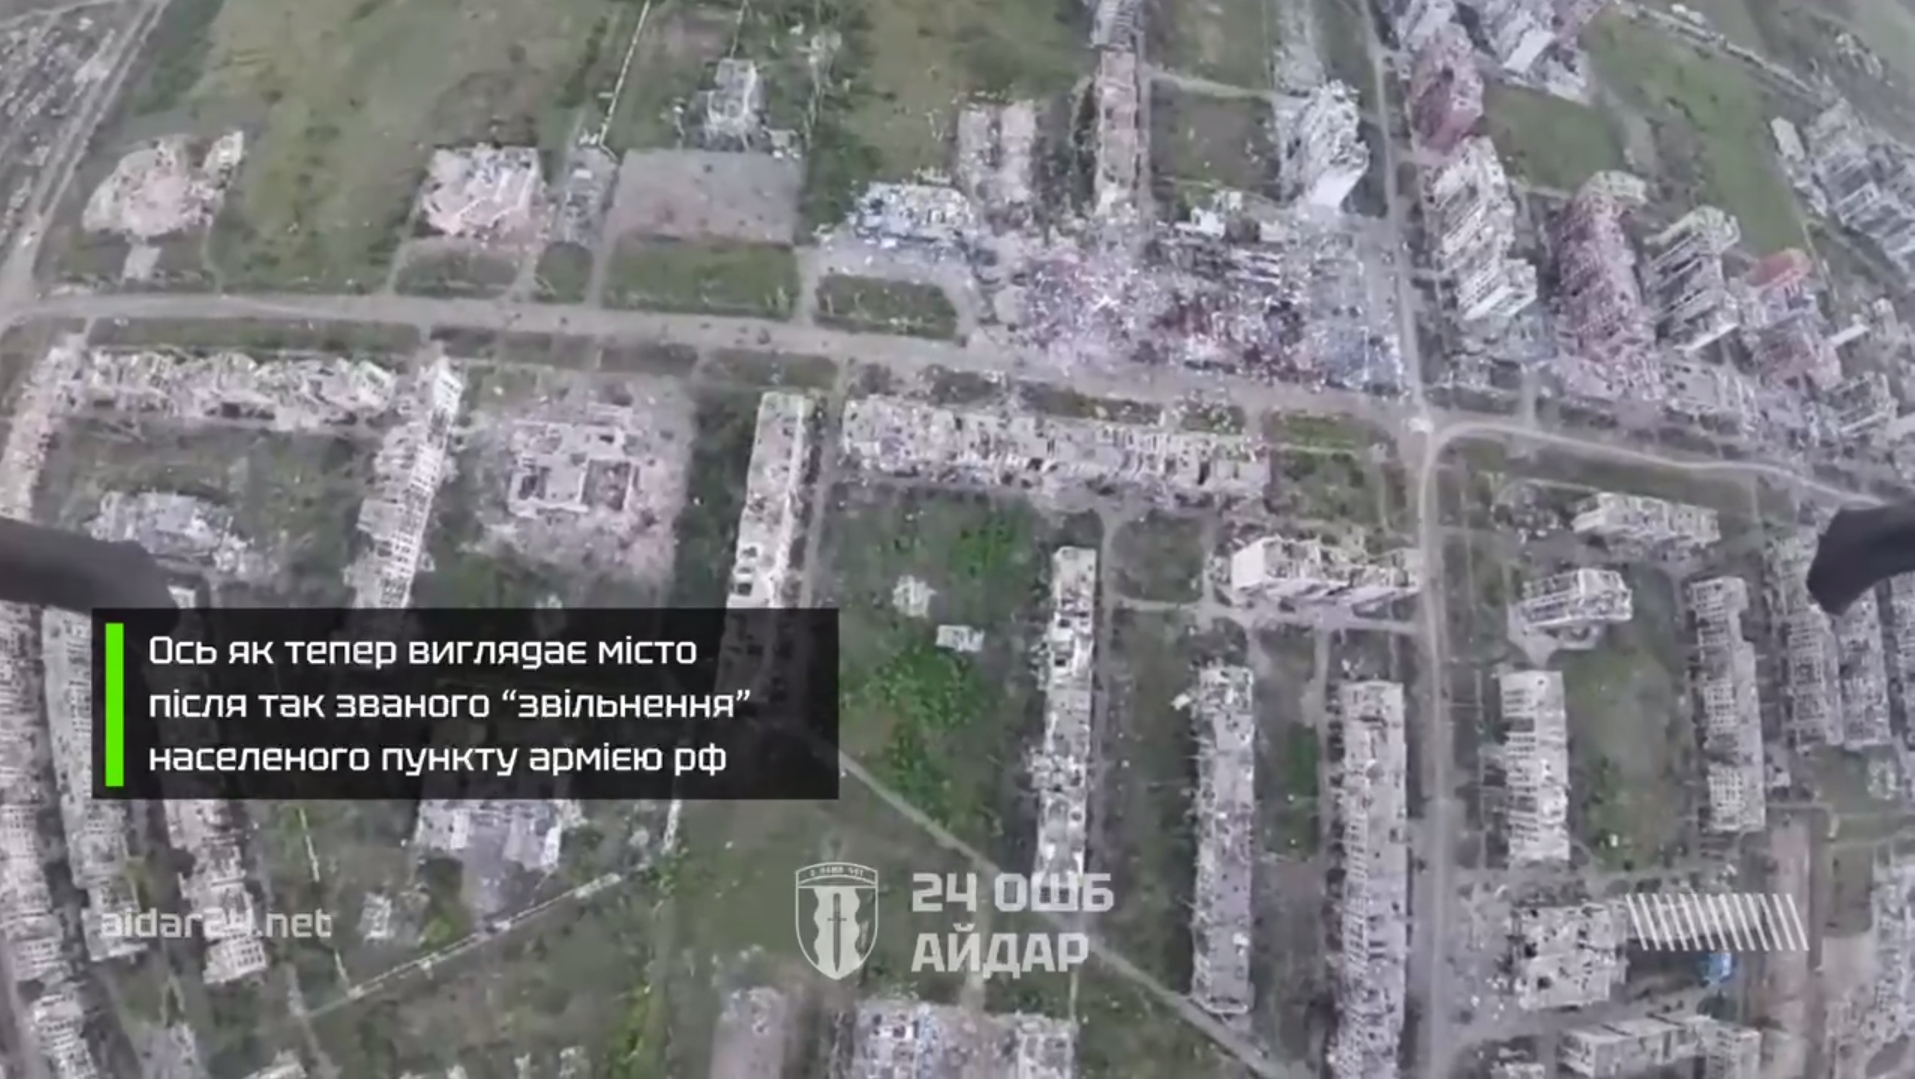 Ось як тепер виглядає місто
після так званого “звільнення”
населеного пункту армією рф
aidar24.net
24 ОШБ
АЙДАР